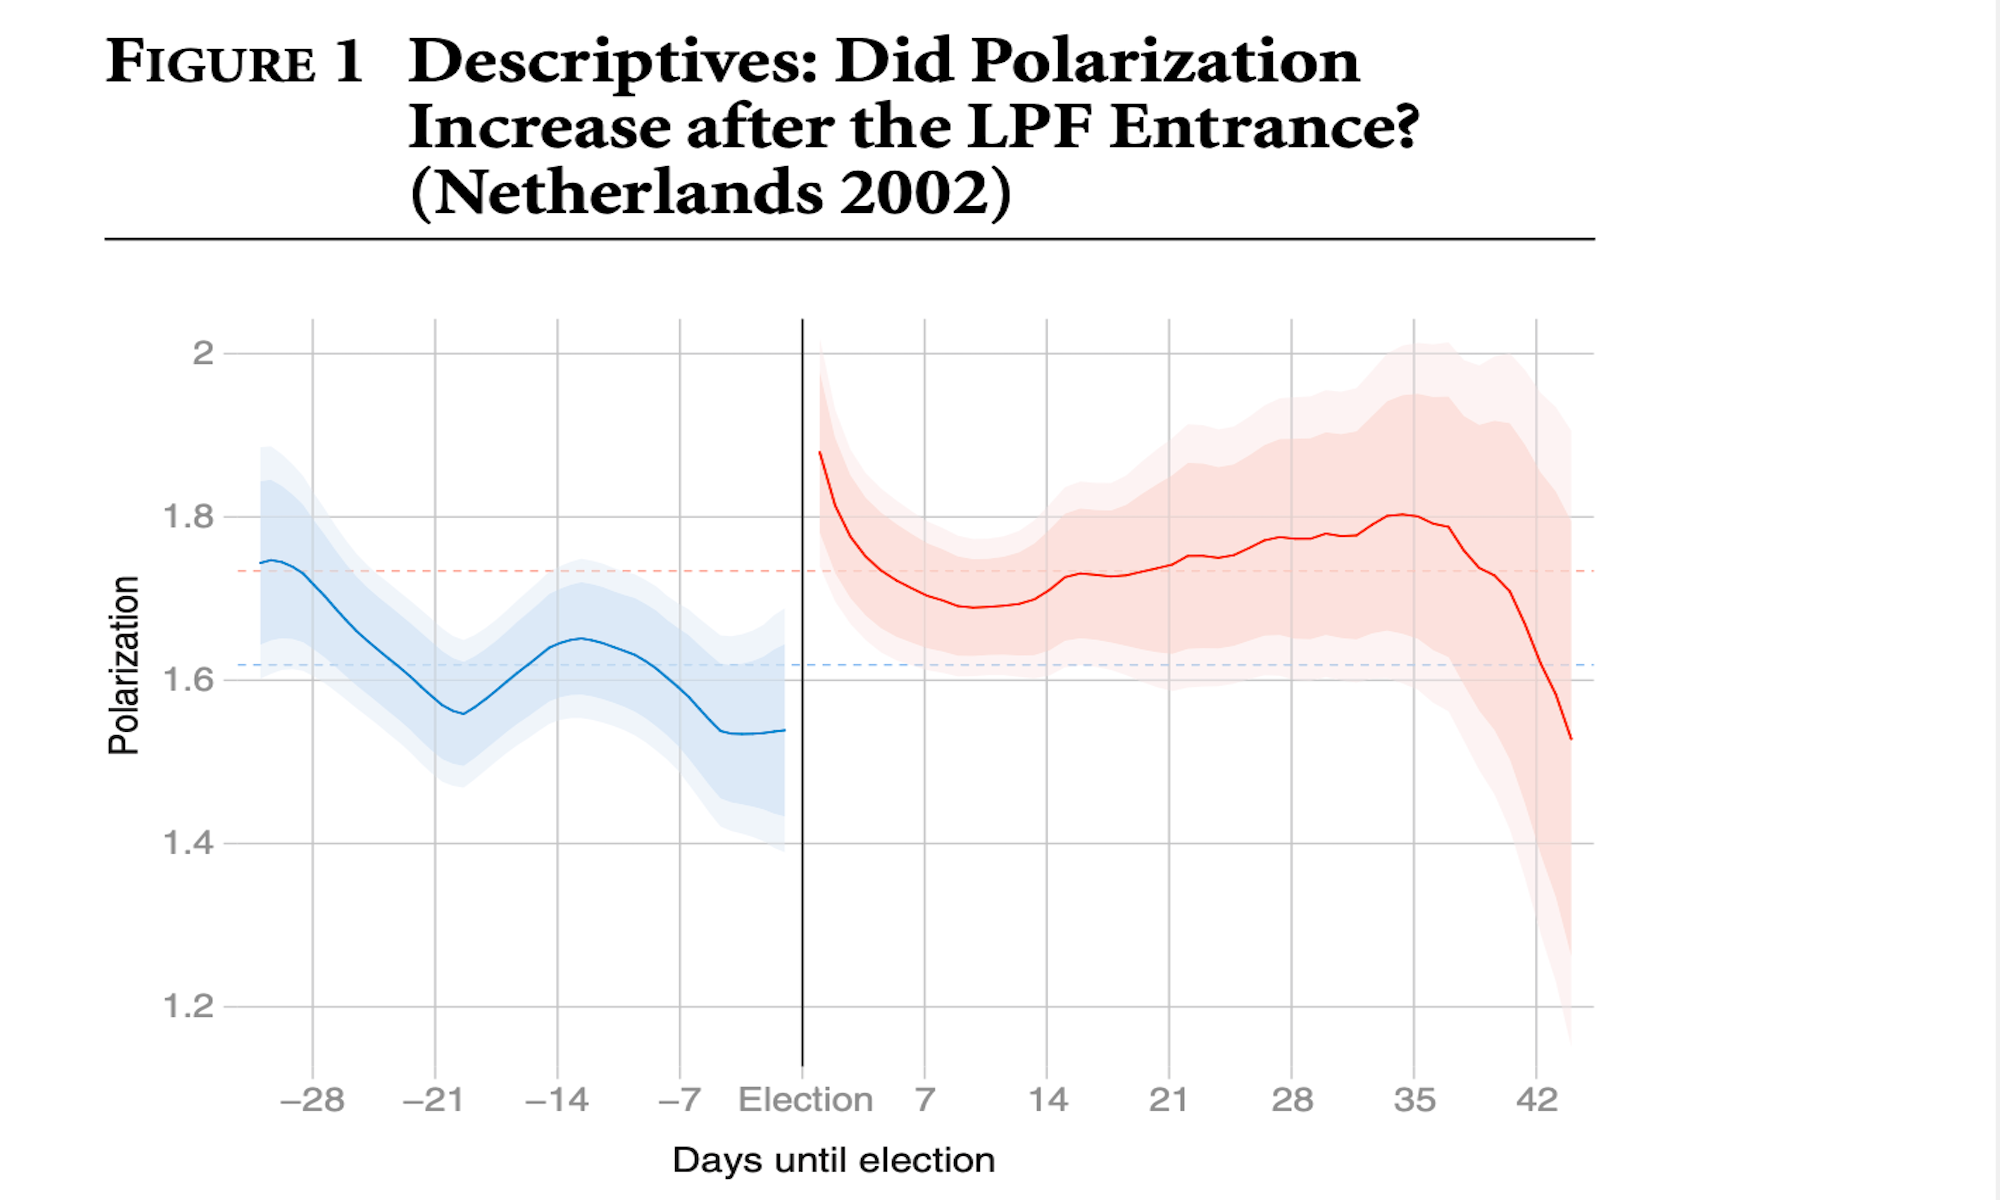 FIGURE 1 Descriptives: Did Polarization
Increase after the LPF Entrance?
(Netherlands 2002)
2
1.8
1.6
1.4
1.2
Polarization
–28 –21 –14 –7 Election 7 14 21 28 35 42
Days until election